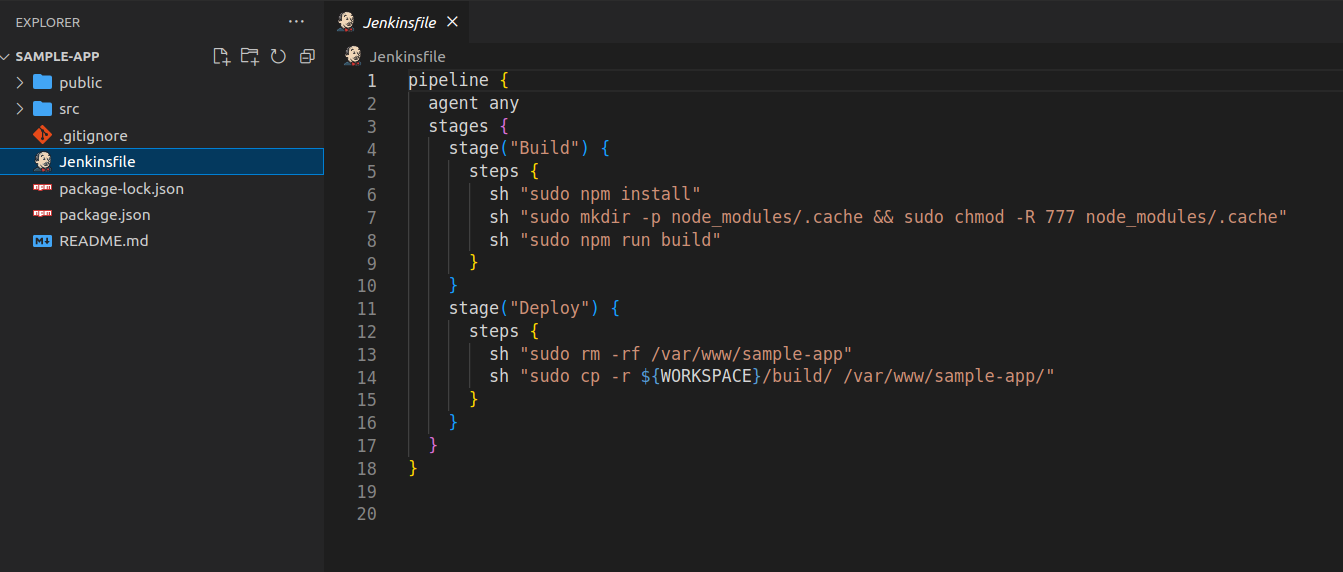 EXPLORER
SAMPLE-APP
public
src
.gitignore
Jenkinsfile
package-lock.json
package.json
README.md
Jenkinsfile
Jenkinsfile
1 pipeline {
2   agent any
3   stages {
4     stage("Build") {
5       steps {
6         sh "sudo npm install"
7         sh "sudo mkdir -p node_modules/.cache && sudo chmod -R 777 node_modules/.cache"
8         sh "sudo npm run build"
9       }
10     }
11     stage("Deploy") {
12       steps {
13         sh "sudo rm -rf /var/www/sample-app"
14         sh "sudo cp -r ${WORKSPACE}/build/ /var/www/sample-app/"
15       }
16     }
17   }
18 }
19
20